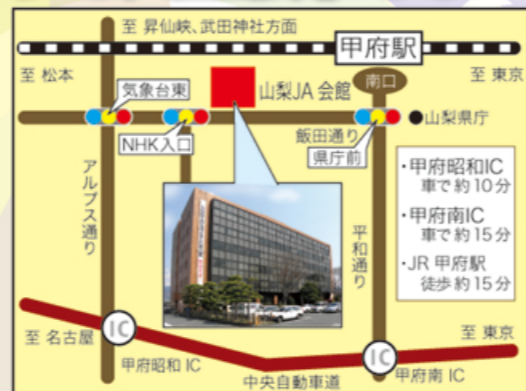 至 昇仙峡、武田神社方面
甲府駅
至 松本
至 東京
気象台東
山梨JA 会館
南口
NHK入口
飯田通り
県庁前
山梨県庁
アルプス通り
平和通り
・甲府昭和IC
車で約10分
・甲府南IC
車で約15分
・JR 甲府駅
徒歩約15分
至 名古屋
IC
甲府昭和 IC
中央自動車道
IC
甲府南 IC
至 東京